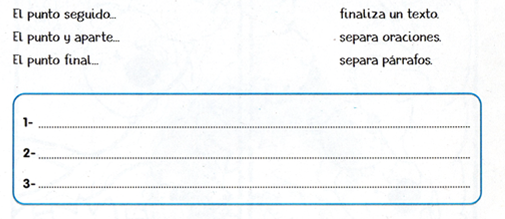 El punto seguido... finaliza un texto.
El punto y aparte... separa oraciones.
El punto final... separa párrafos.
1-
2-
3-